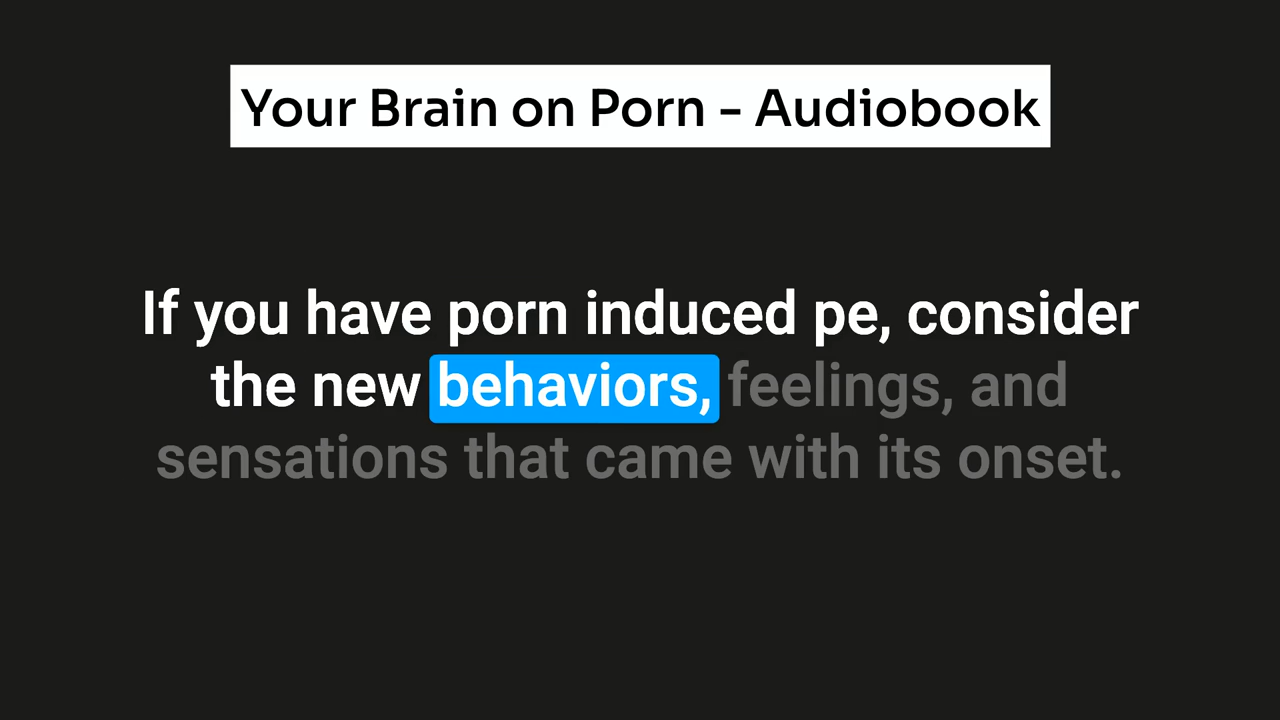 Your Brain on Porn - Audiobook
If you have porn induced pe, consider
the new behaviors, feelings, and
sensations that came with its onset.